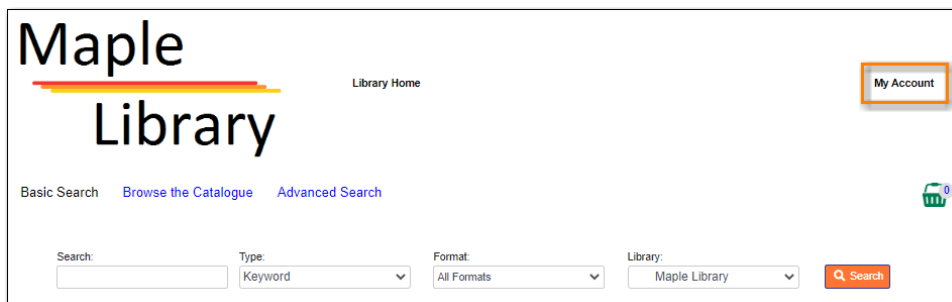 Maple
Library
Library Home
My Account
Basic Search Browse the Catalogue Advanced Search
0
Search: Type: Format: Library:
Keyword All Formats Maple Library Search